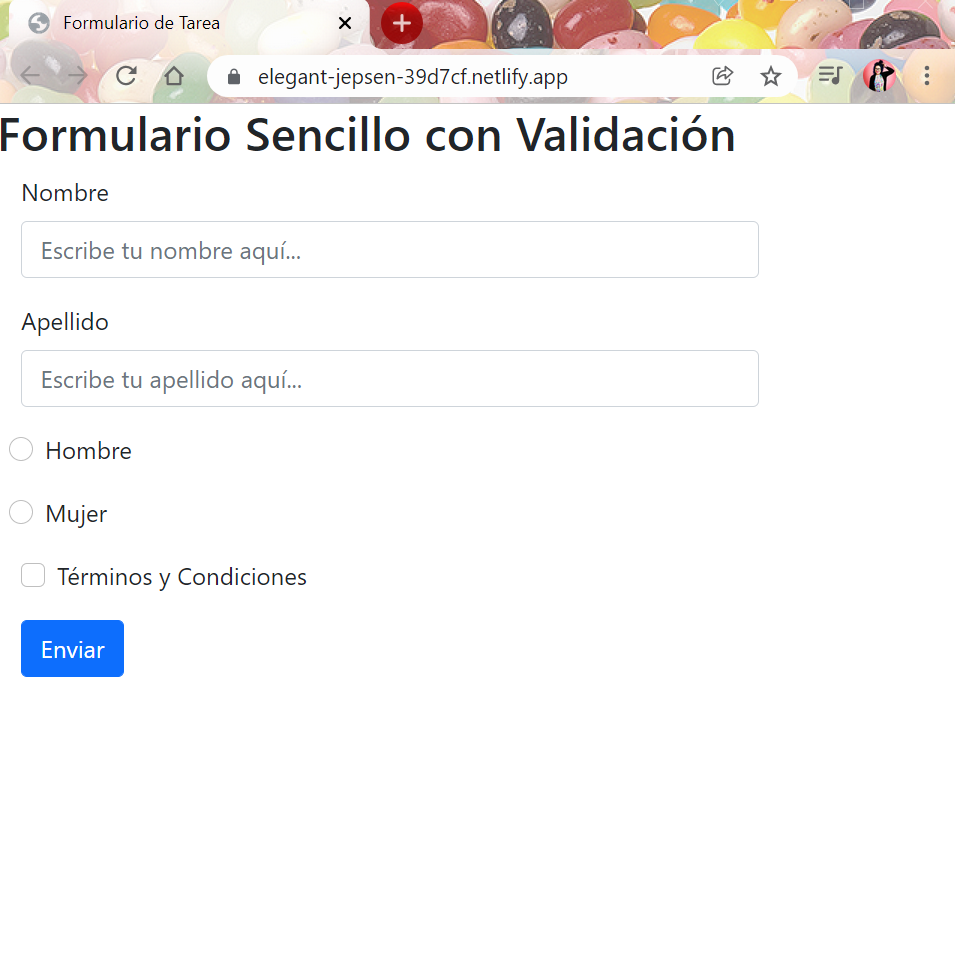 Formulario de Tarea
elegant-jepsen-39d7cf.netlify.app
Formulario Sencillo con Validación
Nombre
Escribe tu nombre aquí...
Apellido
Escribe tu apellido aquí...
Hombre
Mujer
Términos y Condiciones
Enviar